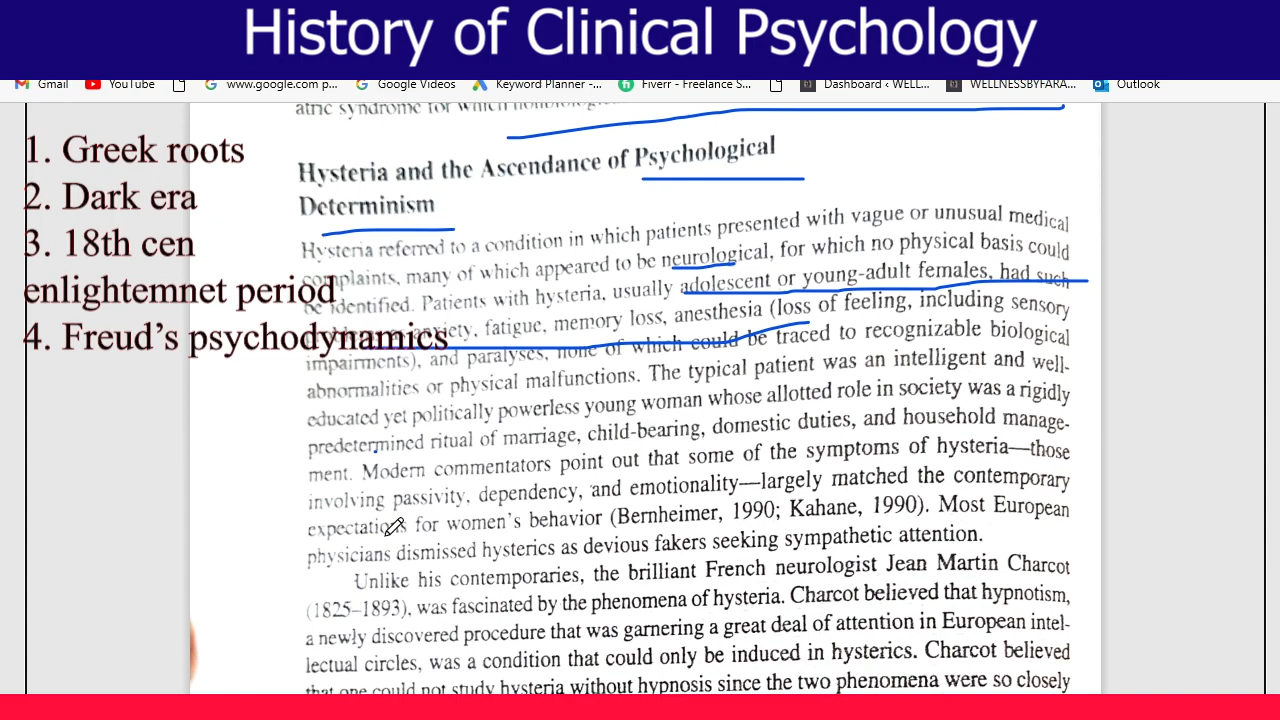 History of Clinical Psychology
Gmail YouTube www.google.com p... Google Videos Keyword Planner -... Fiverr - Freelance S... Dashboard ‹ WELL... WELLNESSBYFARA... Outlook
atric syndrome for which
1. Greek roots
2. Dark era
3. 18th cen
enlightemnet period
4. Freud’s psychodynamics
Hysteria and the Ascendance of Psychological
Determinism
Hysteria referred to a condition in which patients presented with vague or unusual medical
complaints, many of which appeared to be neurological, for which no physical basis could
be identified. Patients with hysteria, usually adolescent or young-adult females, had such
anxiety, fatigue, memory loss, anesthesia (loss of feeling, including sensory
impairments), and paralyses, none of which could be traced to recognizable biological
abnormalities or physical malfunctions. The typical patient was an intelligent and well-
educated yet politically powerless young woman whose allotted role in society was a rigidly
predetermined ritual of marriage, child-bearing, domestic duties, and household manage-
ment. Modern commentators point out that some of the symptoms of hysteria—those
involving passivity, dependency, and emotionality—largely matched the contemporary
expectations for women's behavior (Bernheimer, 1990; Kahane, 1990). Most European
physicians dismissed hysterics as devious fakers seeking sympathetic attention.
Unlike his contemporaries, the brilliant French neurologist Jean Martin Charcot
(1825–1893), was fascinated by the phenomena of hysteria. Charcot believed that hypnotism,
a newly discovered procedure that was garnering a great deal of attention in European intel-
lectual circles, was a condition that could only be induced in hysterics. Charcot believed
that one could not study hysteria without hypnosis since the two phenomena were so closely